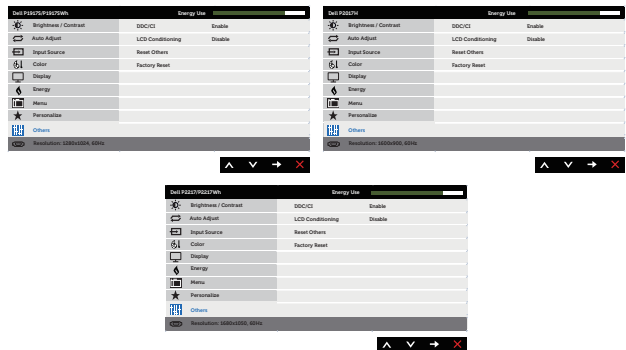 Dell P1917S/P1917SWh Energy Use
Brightness / Contrast DDC/CI Enable
Auto Adjust LCD Conditioning Disable
Input Source Reset Others
Color Factory Reset
Display
Energy
Menu
Personalize
Others
Resolution: 1280x1024, 60Hz
Dell P2017H Energy Use
Brightness / Contrast DDC/CI Enable
Auto Adjust LCD Conditioning Disable
Input Source Reset Others
Color Factory Reset
Display
Energy
Menu
Personalize
Others
Resolution: 1600x900, 60Hz
Dell P2217/P2217Wh Energy Use
Brightness / Contrast DDC/CI Enable
Auto Adjust LCD Conditioning Disable
Input Source Reset Others
Color Factory Reset
Display
Energy
Menu
Personalize
Others
Resolution: 1680x1050, 60Hz